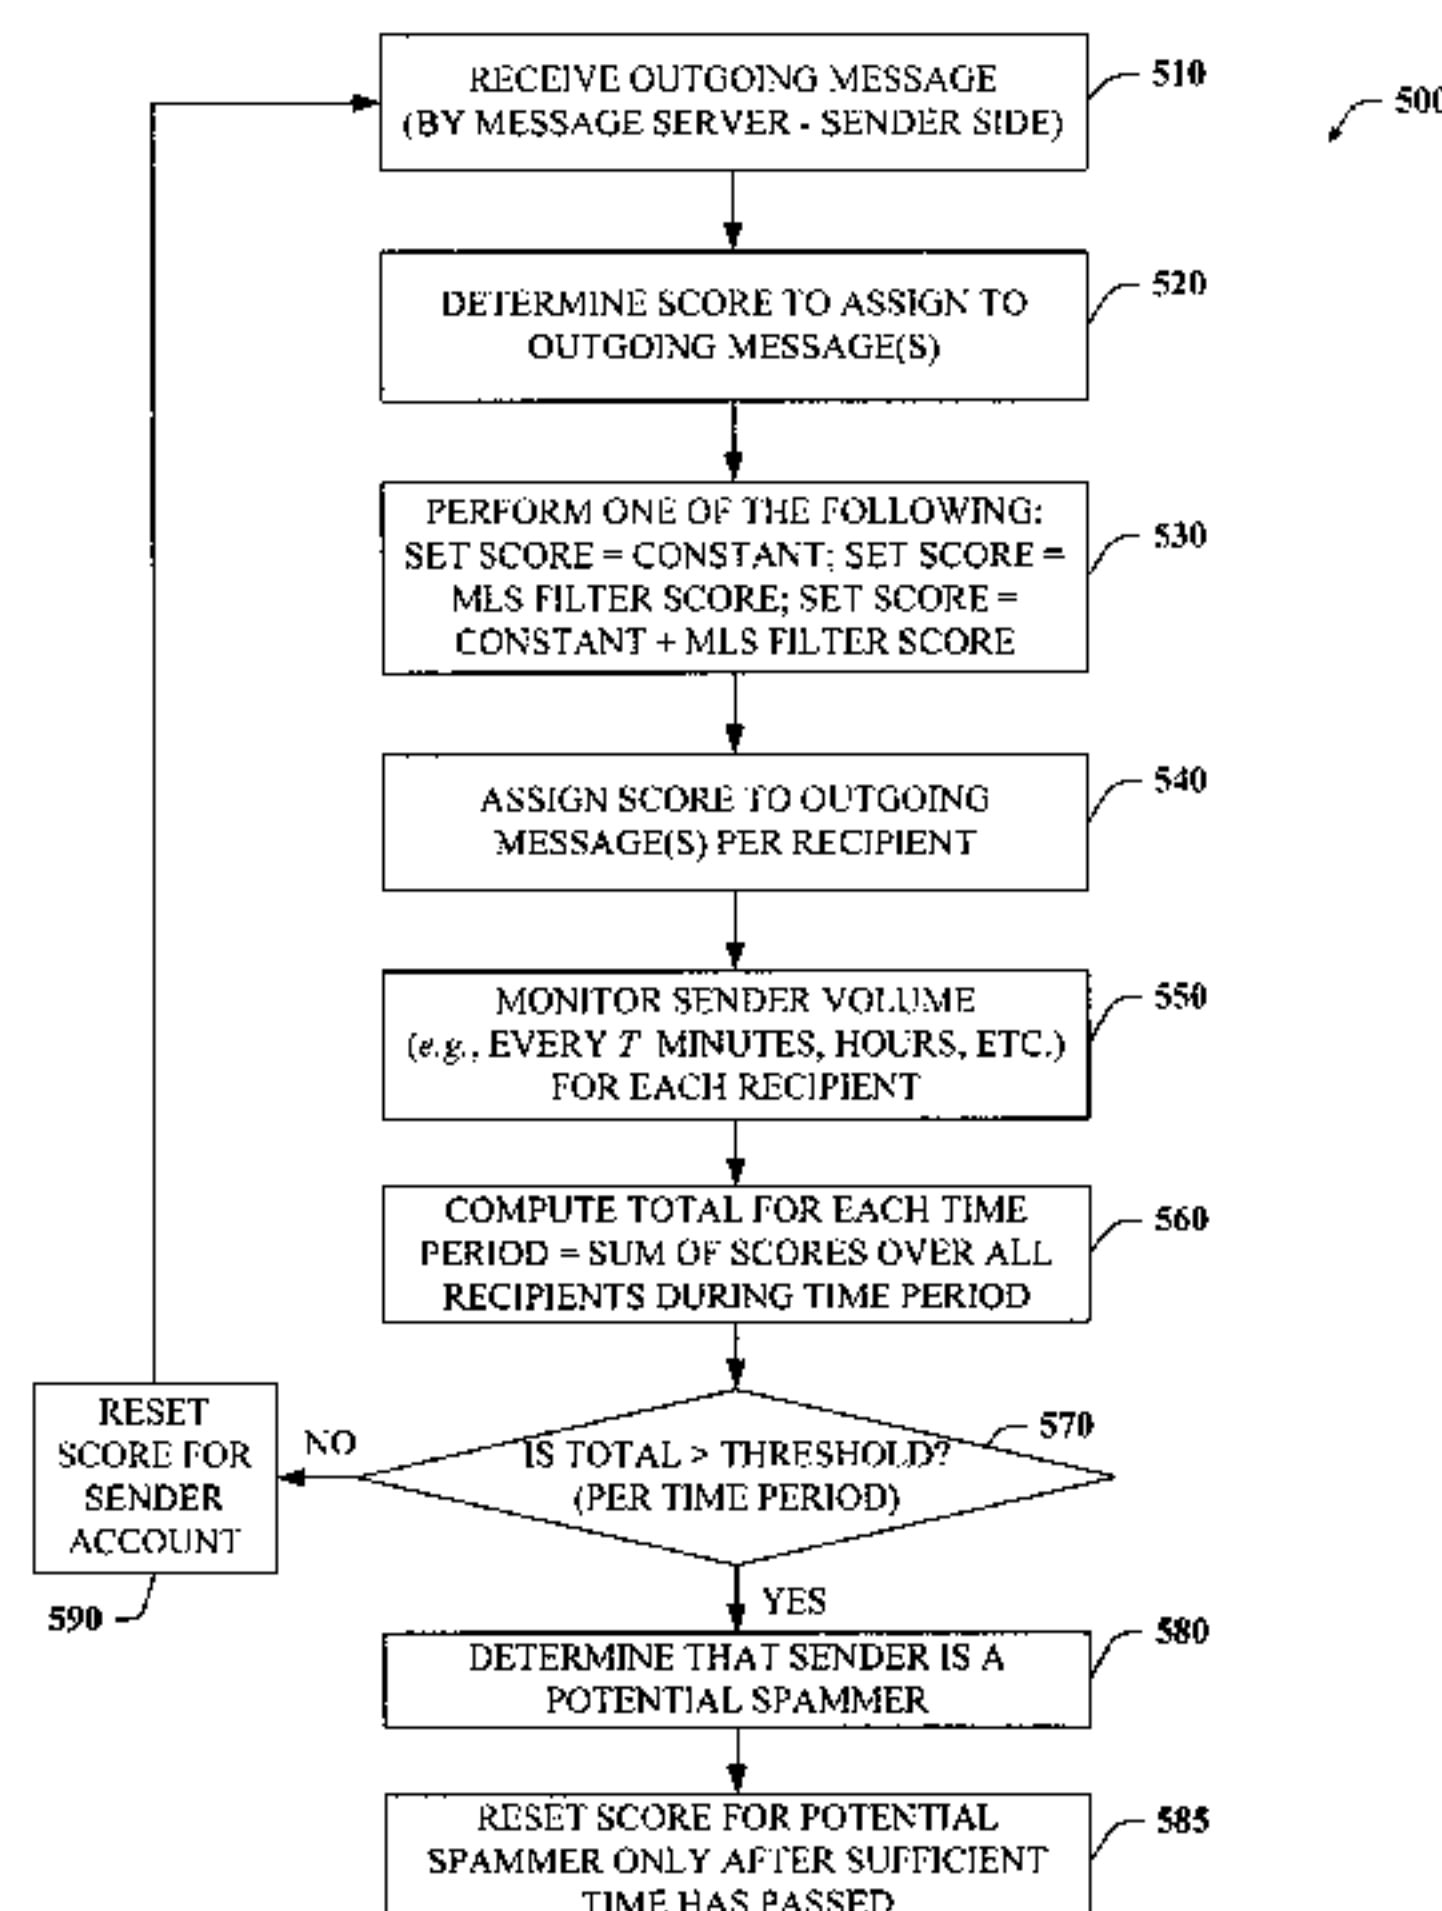 RECEIVE OUTGOING MESSAGE
(BY MESSAGE SERVER - SENDER SIDE)
510
500
DETERMINE SCORE TO ASSIGN TO
OUTGOING MESSAGE(S)
520
PERFORM ONE OF THE FOLLOWING:
SET SCORE = CONSTANT; SET SCORE =
MLS FILTER SCORE; SET SCORE =
CONSTANT + MLS FILTER SCORE
530
ASSIGN SCORE TO OUTGOING
MESSAGE(S) PER RECIPIENT
540
MONITOR SENDER VOLUME
(e.g., EVERY T MINUTES, HOURS, ETC.)
FOR EACH RECIPIENT
550
COMPUTE TOTAL FOR EACH TIME
PERIOD = SUM OF SCORES OVER ALL
RECIPIENTS DURING TIME PERIOD
560
IS TOTAL > THRESHOLD?
(PER TIME PERIOD)
570
NO
RESET
SCORE FOR
SENDER
ACCOUNT
590
YES
DETERMINE THAT SENDER IS A
POTENTIAL SPAMMER
580
RESET SCORE FOR POTENTIAL
SPAMMER ONLY AFTER SUFFICIENT
TIME HAS PASSED
585